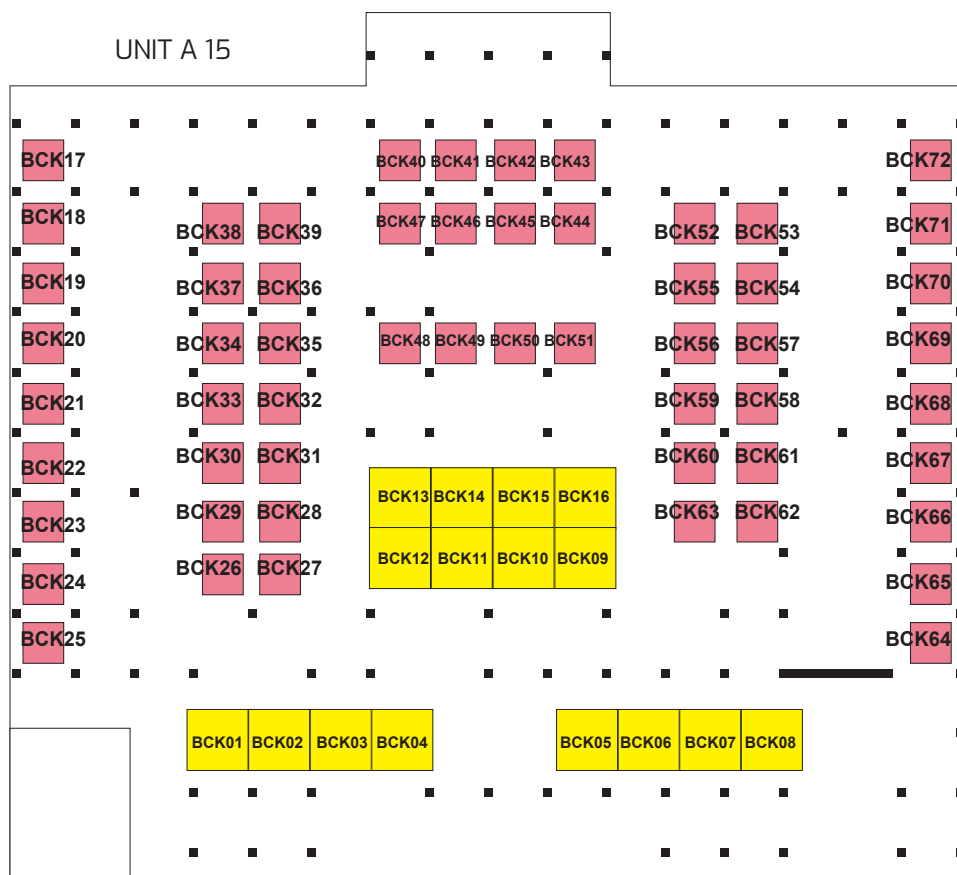 UNIT A 15
BCK17 BCK40 BCK41 BCK42 BCK43 BCK72
BCK18 BCK38 BCK39 BCK47 BCK46 BCK45 BCK44 BCK52 BCK53 BCK71
BCK19 BCK37 BCK36 BCK55 BCK54 BCK70
BCK20 BCK34 BCK35 BCK48 BCK49 BCK50 BCK51 BCK56 BCK57 BCK69
BCK21 BCK33 BCK32 BCK59 BCK58 BCK68
BCK22 BCK30 BCK31 BCK60 BCK61 BCK67
BCK13 BCK14 BCK15 BCK16
BCK23 BCK29 BCK28 BCK63 BCK62 BCK66
BCK12 BCK11 BCK10 BCK09
BCK24 BCK26 BCK27 BCK65
BCK25 BCK64
BCK01 BCK02 BCK03 BCK04 BCK05 BCK06 BCK07 BCK08